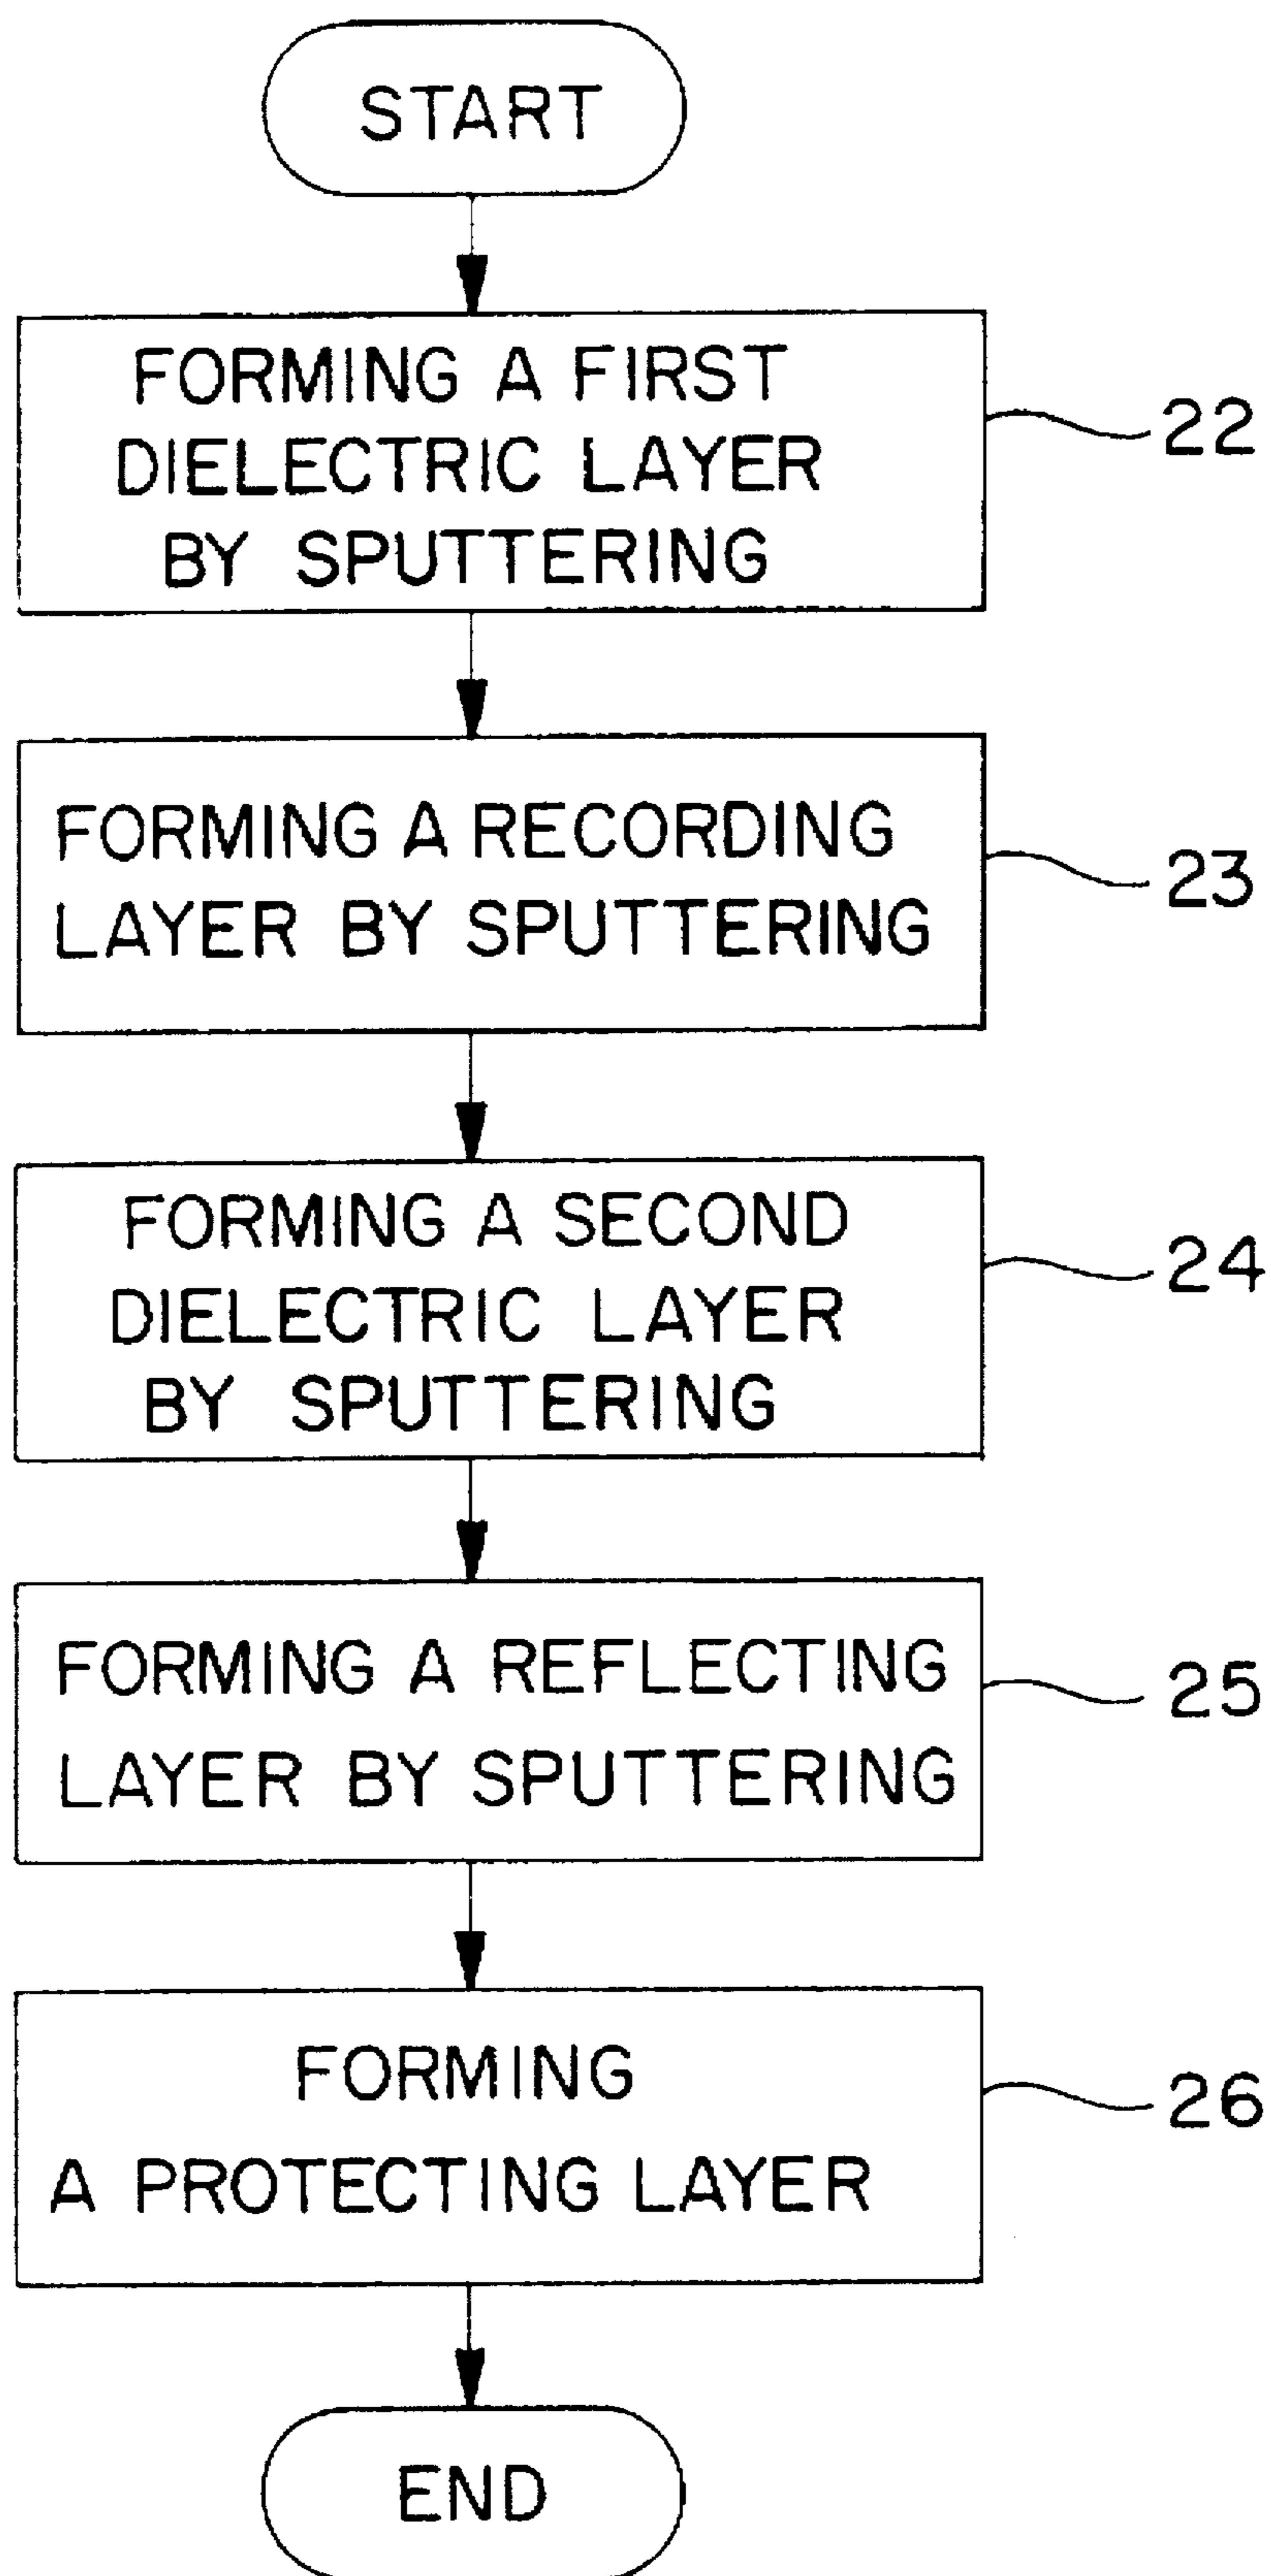 START
FORMING A FIRST
DIELECTRIC LAYER
BY SPUTTERING
22
FORMING A RECORDING
LAYER BY SPUTTERING
23
FORMING A SECOND
DIELECTRIC LAYER
BY SPUTTERING
24
FORMING A REFLECTING
LAYER BY SPUTTERING
25
FORMING
A PROTECTING LAYER
26
END